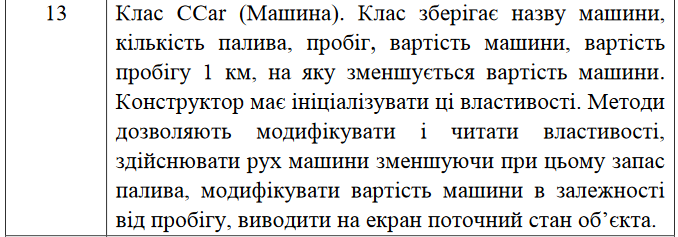 13 Клас CCar (Машина). Клас зберігає назву машини,
кількість палива, пробіг, вартість машини, вартість
пробігу 1 км, на яку зменшується вартість машини.
Конструктор має ініціалізувати ці властивості. Методи
дозволяють модифікувати і читати властивості,
здійснювати рух машини зменшуючи при цьому запас
палива, модифікувати вартість машини в залежності
від пробігу, виводити на екран поточний стан об’єкта.